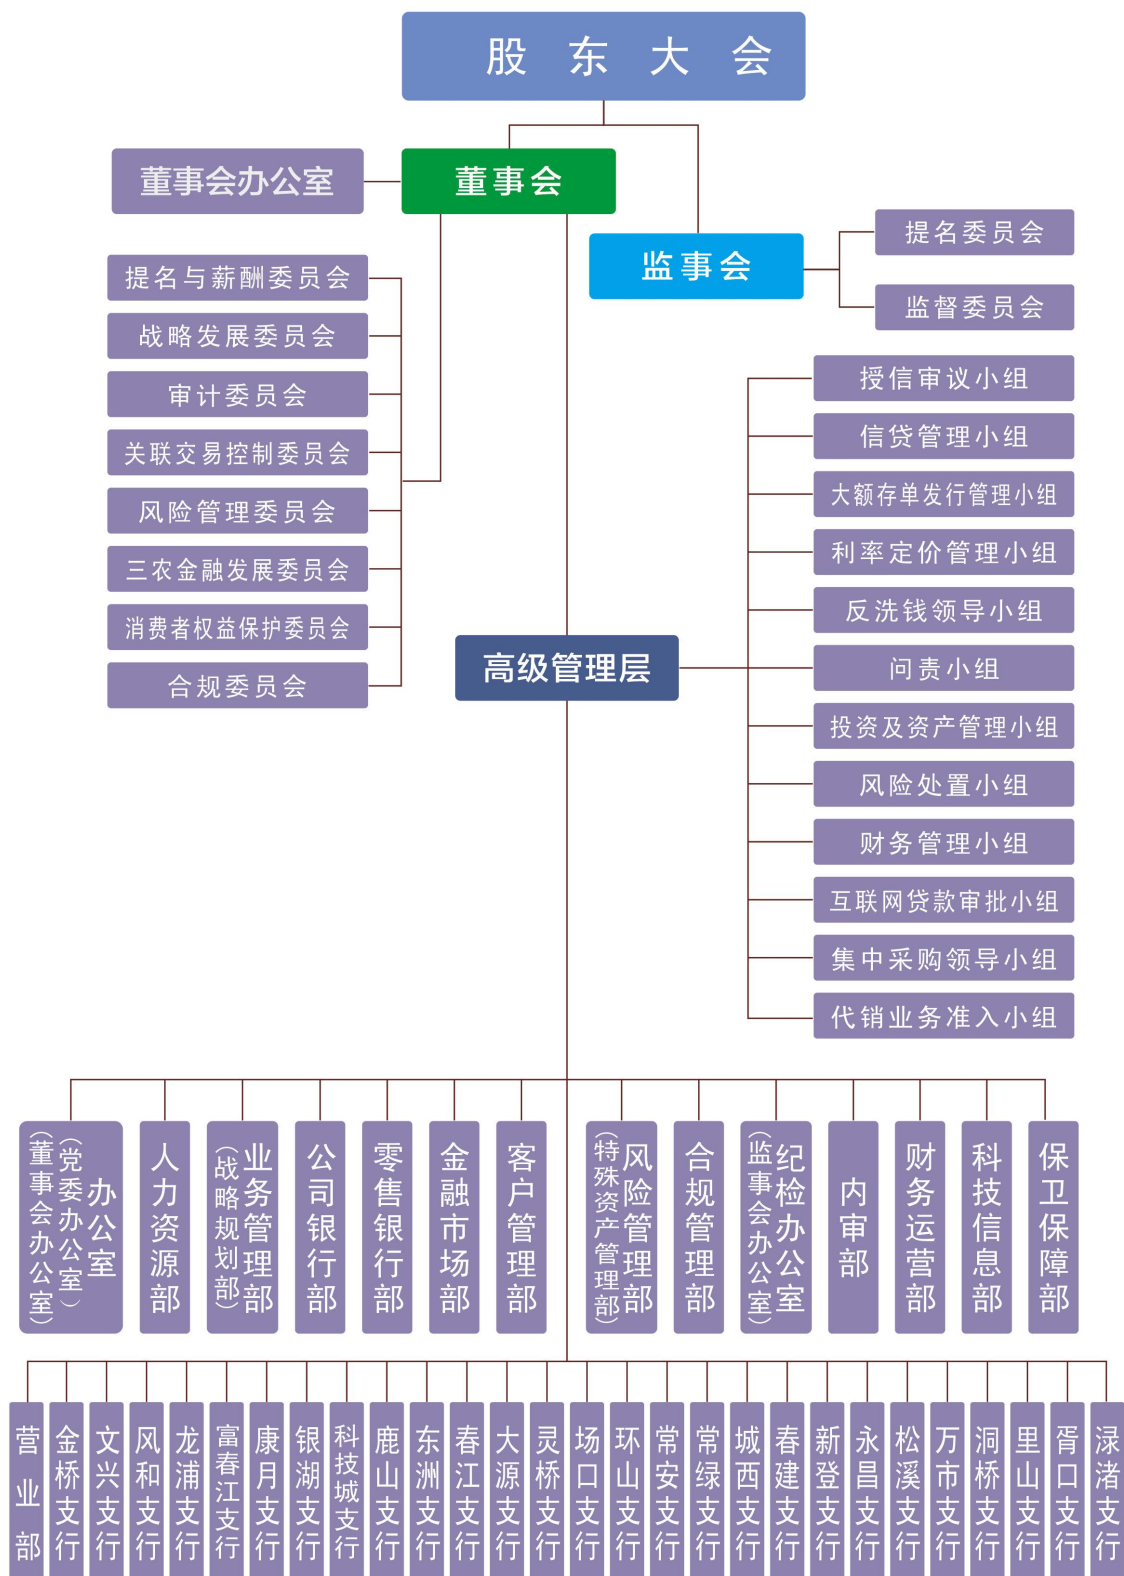 股东大会
董事会办公室
董事会
监事会
提名委员会
监督委员会
提名与薪酬委员会
战略发展委员会
审计委员会
关联交易控制委员会
风险管理委员会
三农金融发展委员会
消费者权益保护委员会
合规委员会
高级管理层
授信审议小组
信贷管理小组
大额存单发行管理小组
利率定价管理小组
反洗钱领导小组
问责小组
投资及资产管理小组
风险处置小组
财务管理小组
互联网贷款审批小组
集中采购领导小组
代销业务准入小组
办公室
（党委办公室）
（董事会办公室）
人力资源部
业务管理部
（战略规划部）
公司银行部
零售银行部
金融市场部
客户管理部
风险管理部
（特殊资产管理部）
合规管理部
纪检办公室
（监事会办公室）
内审部
财务运营部
科技信息部
保卫保障部
营业部
金桥支行
文兴支行
风和支行
龙浦支行
富春江支行
康月支行
银湖支行
科技城支行
鹿山支行
东洲支行
春江支行
大源支行
灵桥支行
场口支行
环山支行
常安支行
常绿支行
城西支行
春建支行
新登支行
永昌支行
松溪支行
万市支行
洞桥支行
里山支行
胥口支行
渌渚支行